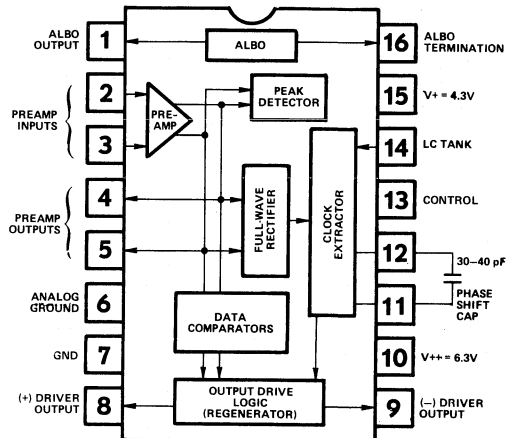 ALBO
OUTPUT
1
ALBO
16
ALBO
TERMINATION
2
PREAMP
INPUTS
3
PRE-
AMP
PEAK
DETECTOR
15
V+ = 4.3V
14
LC TANK
4
PREAMP
OUTPUTS
5
FULL-WAVE
RECTIFIER
CLOCK
EXTRACTOR
13
CONTROL
12
30–40 pF
11
PHASE
SHIFT
CAP
ANALOG
GROUND
6
DATA
COMPARATORS
GND
7
10
V++ = 6.3V
(+) DRIVER
OUTPUT
8
OUTPUT DRIVE
LOGIC
(REGENERATOR)
9
(–) DRIVER
OUTPUT